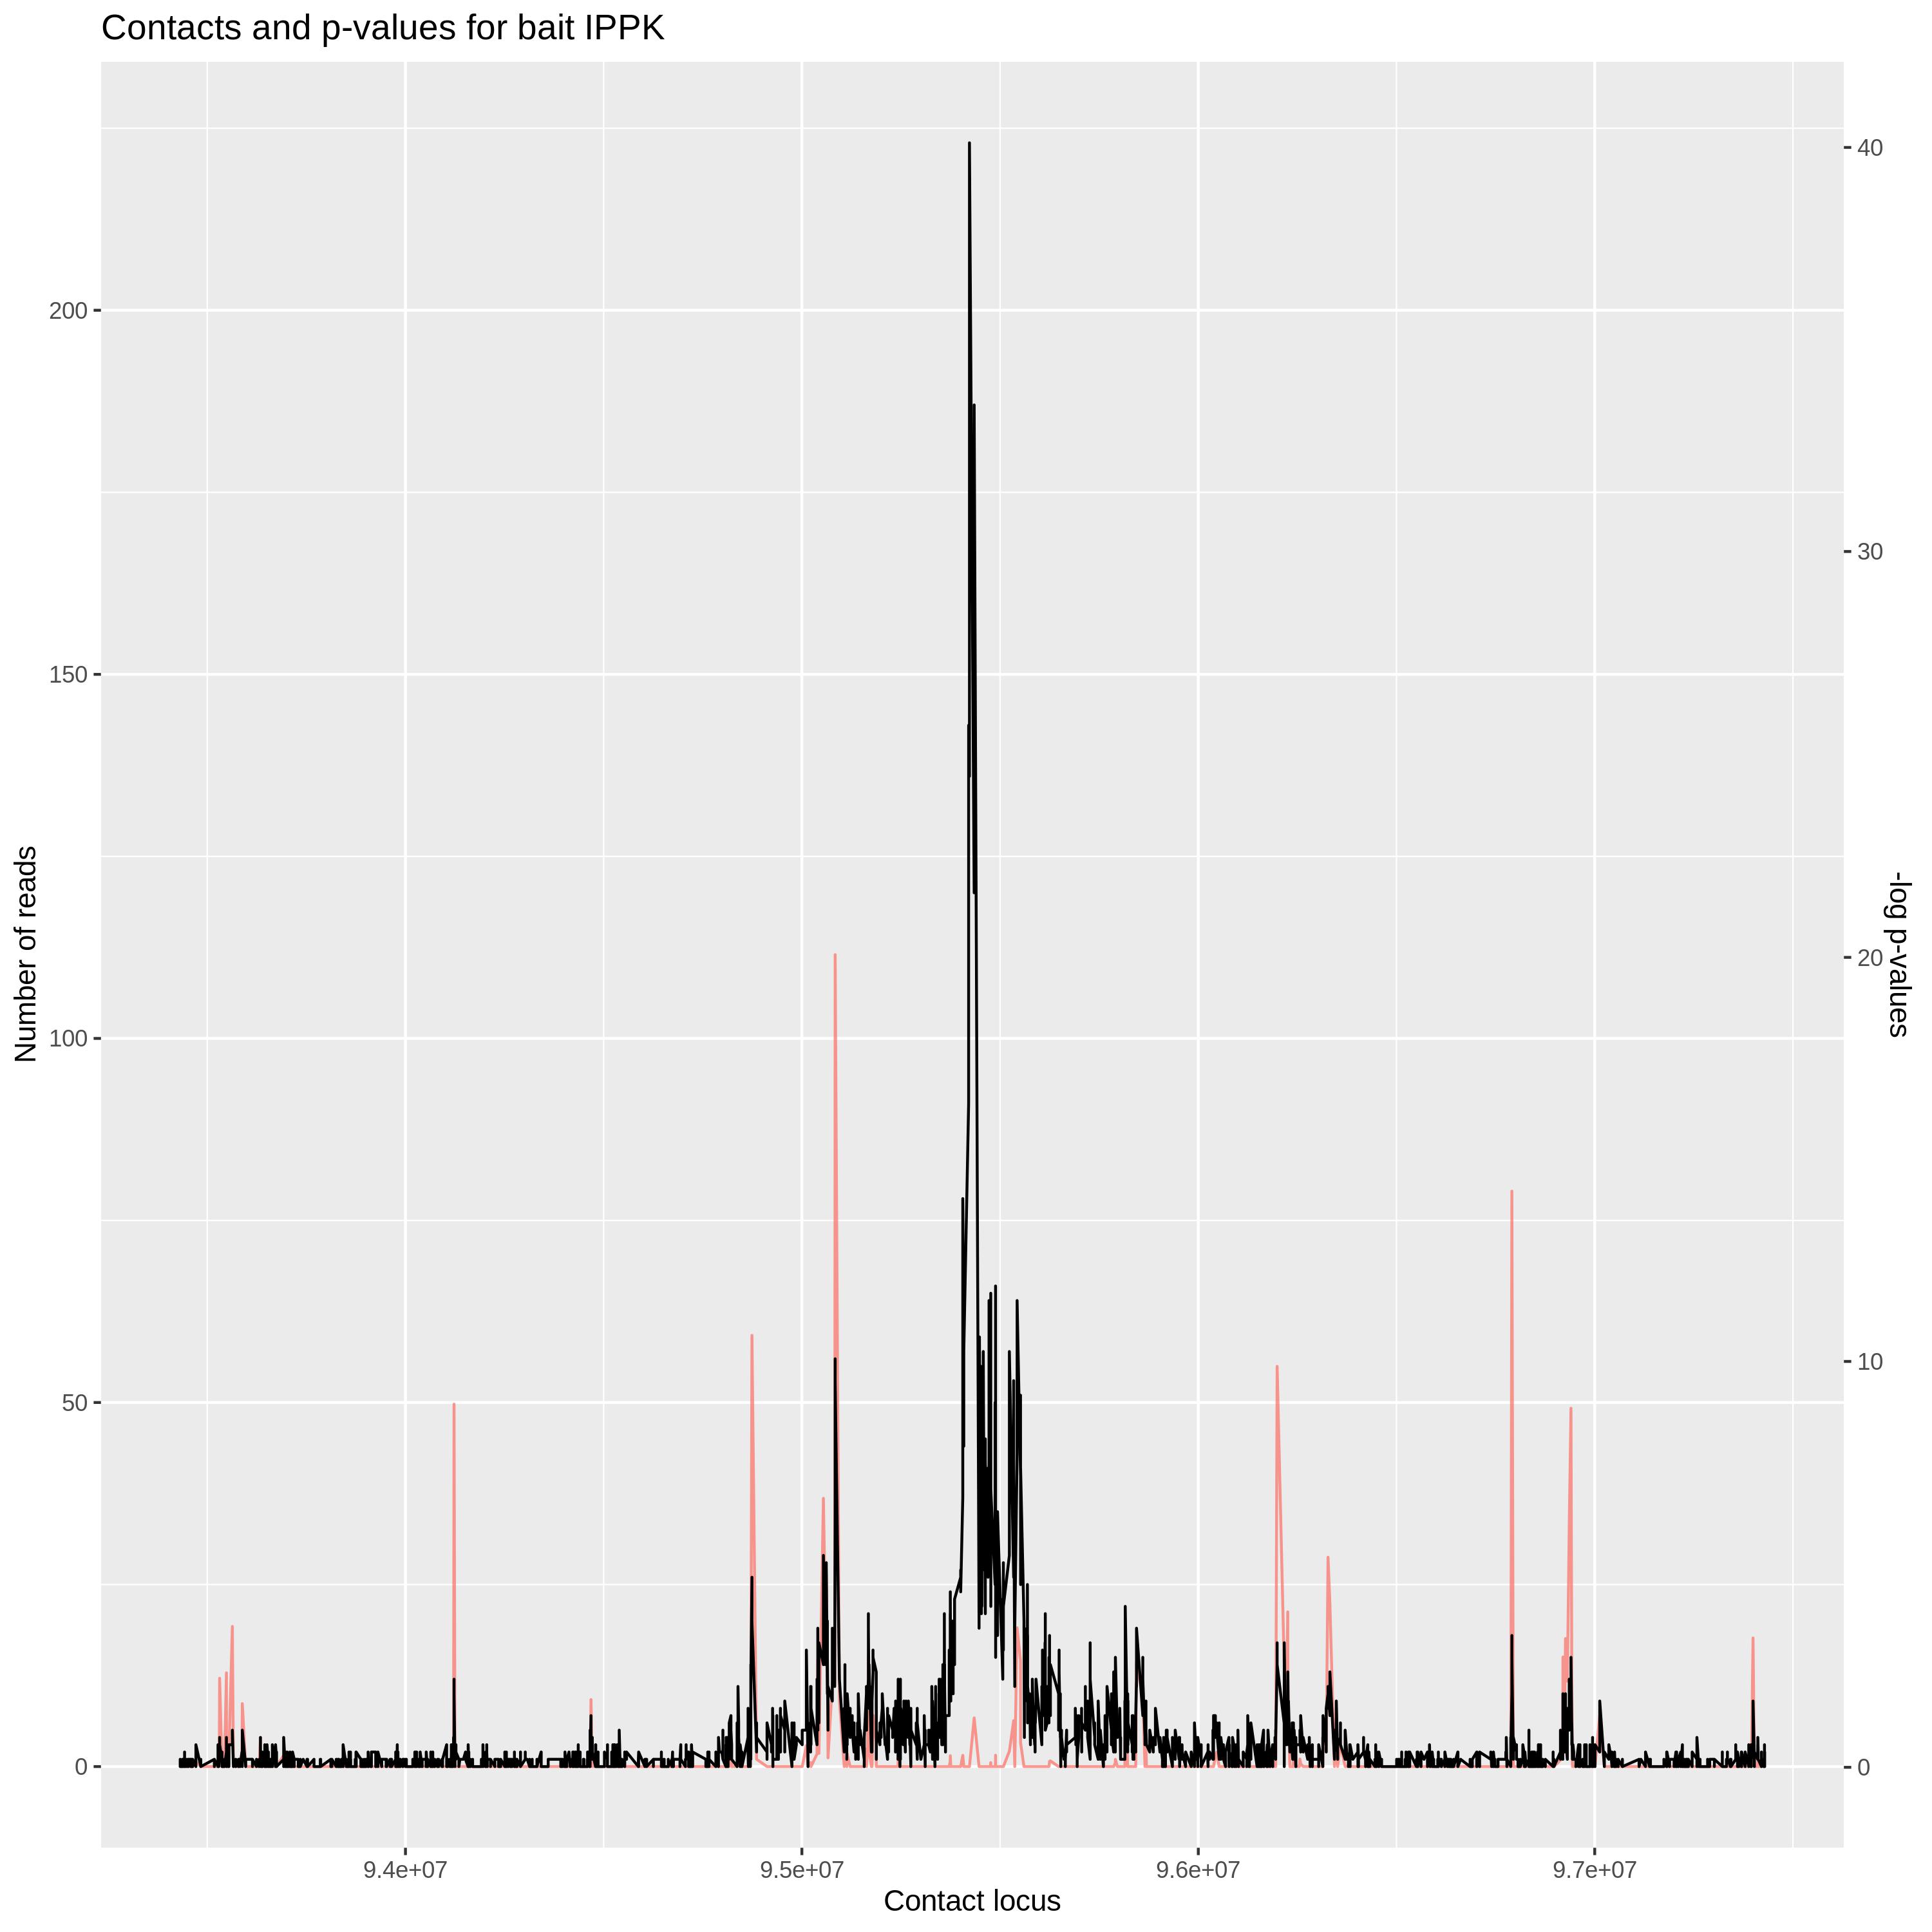 Contacts and p-values for bait IPPK
Number of reads
200
150
100
50
0
40
30
20
10
0
-log p-values
9.4e+07 9.5e+07 9.6e+07 9.7e+07
Contact locus